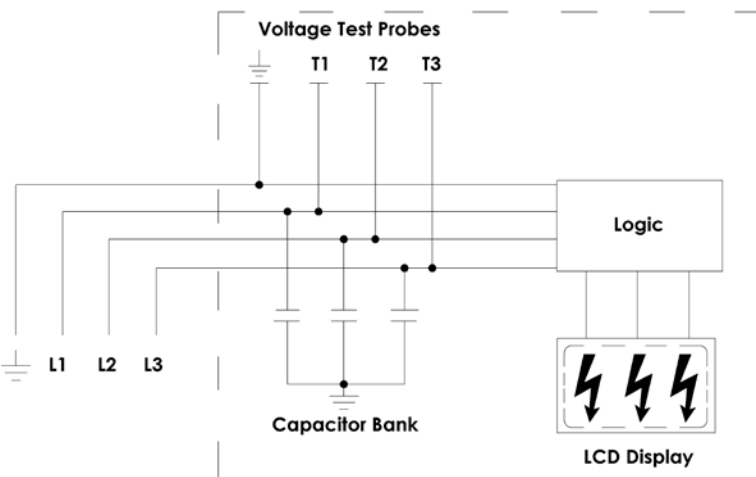 Voltage Test Probes
T1 T2 T3
Logic
L1 L2 L3
Capacitor Bank
LCD Display